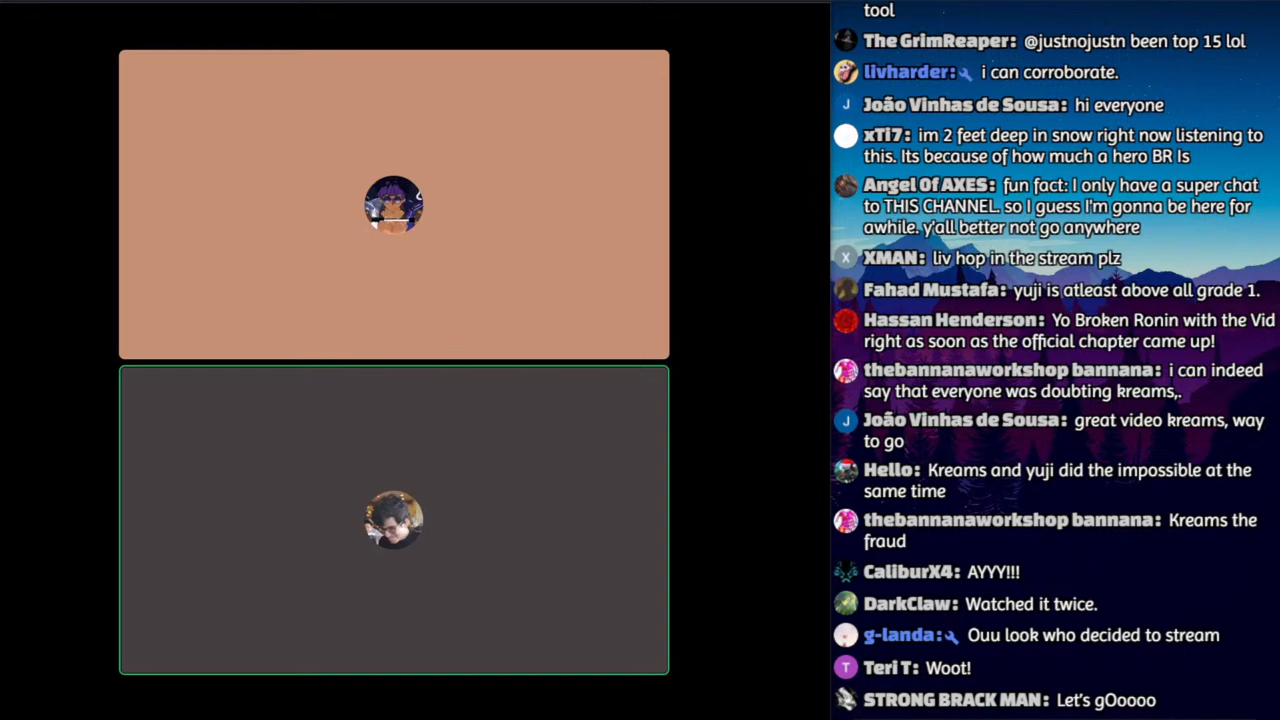 tool
The GrimReaper: @justnojustn been top 15 lol
livharder: i can corroborate.
J João Vinhas de Sousa: hi everyone
xTi7: im 2 feet deep in snow right now listening to
this. Its because of how much a hero BR Is
Angel Of AXES: fun fact: I only have a super chat
to THIS CHANNEL. so I guess I'm gonna be here for
awhile. y'all better not go anywhere
X XMAN: liv hop in the stream plz
Fahad Mustafa: yuji is atleast above all grade 1.
Hassan Henderson: Yo Broken Ronin with the Vid
right as soon as the official chapter came up!
thebannanaworkshop bannana: i can indeed
say that everyone was doubting kreams,.
J João Vinhas de Sousa: great video kreams, way
to go
Hello: Kreams and yuji did the impossible at the
same time
thebannanaworkshop bannana: Kreams the
fraud
CaliburX4: AYYY!!!
DarkClaw: Watched it twice.
g-landa: Ouu look who decided to stream
T Teri T: Woot!
STRONG BRACK MAN: Let's gOoooo